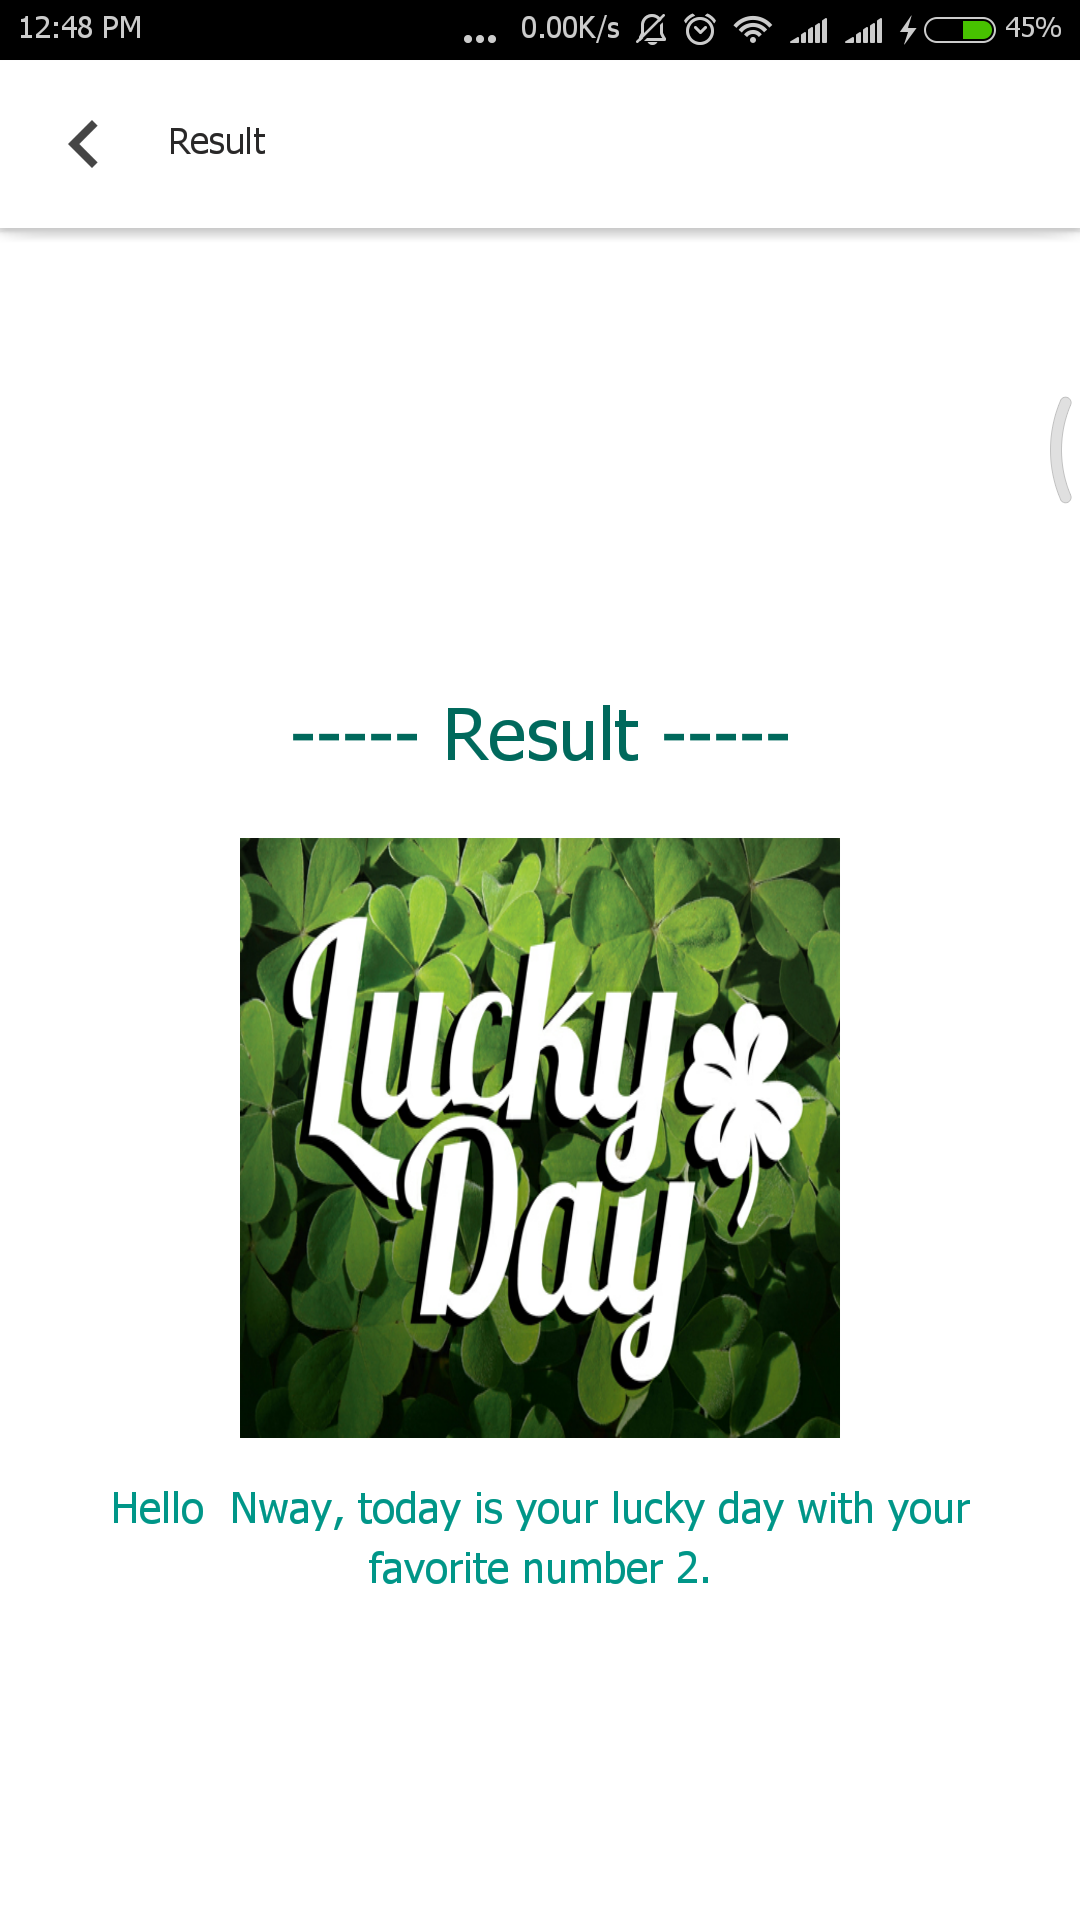 12:48 PM ... 0.00K/s 45%
Result
----- Result -----
Lucky
Day
Hello  Nway, today is your lucky day with your
favorite number 2.